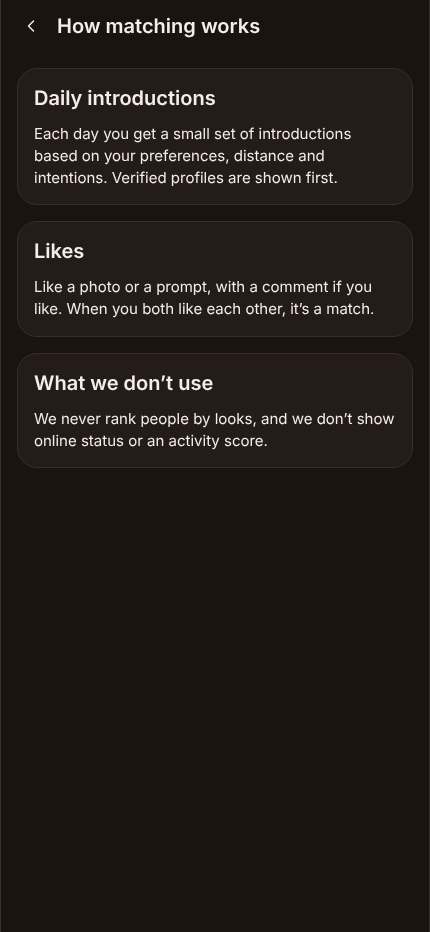 How matching works
Daily introductions
Each day you get a small set of introductions
based on your preferences, distance and
intentions. Verified profiles are shown first.
Likes
Like a photo or a prompt, with a comment if you
like. When you both like each other, it’s a match.
What we don’t use
We never rank people by looks, and we don’t show
online status or an activity score.